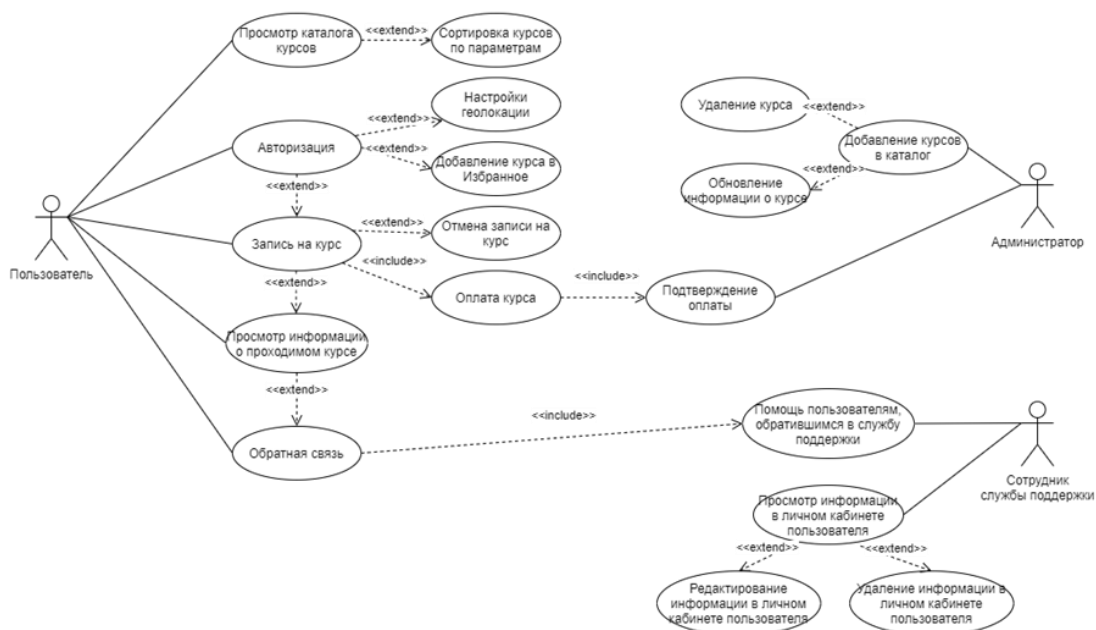 Просмотр каталога
курсов
<<extend>>
Сортировка курсов
по параметрам
Настройки
геолокации
<<extend>>
Авторизация
<<extend>>
Добавление курса в
Избранное
<<extend>>
Запись на курс
<<extend>>
Отмена записи на
курс
<<include>>
Оплата курса
<<include>>
Подтверждение
оплаты
<<extend>>
Просмотр информации
о проходимом курсе
<<extend>>
Обратная связь
<<include>>
Помощь пользователям,
обратившимся в службу
поддержки
Пользователь
Удаление курса
<<extend>>
Добавление курсов
в каталог
<<extend>>
Обновление
информации о курсе
Администратор
Сотрудник
службы поддержки
Просмотр информации
в личном кабинете
пользователя
<<extend>>
<<extend>>
Редактирование
информации в личном
кабинете пользователя
Удаление информации в
личном кабинете
пользователя